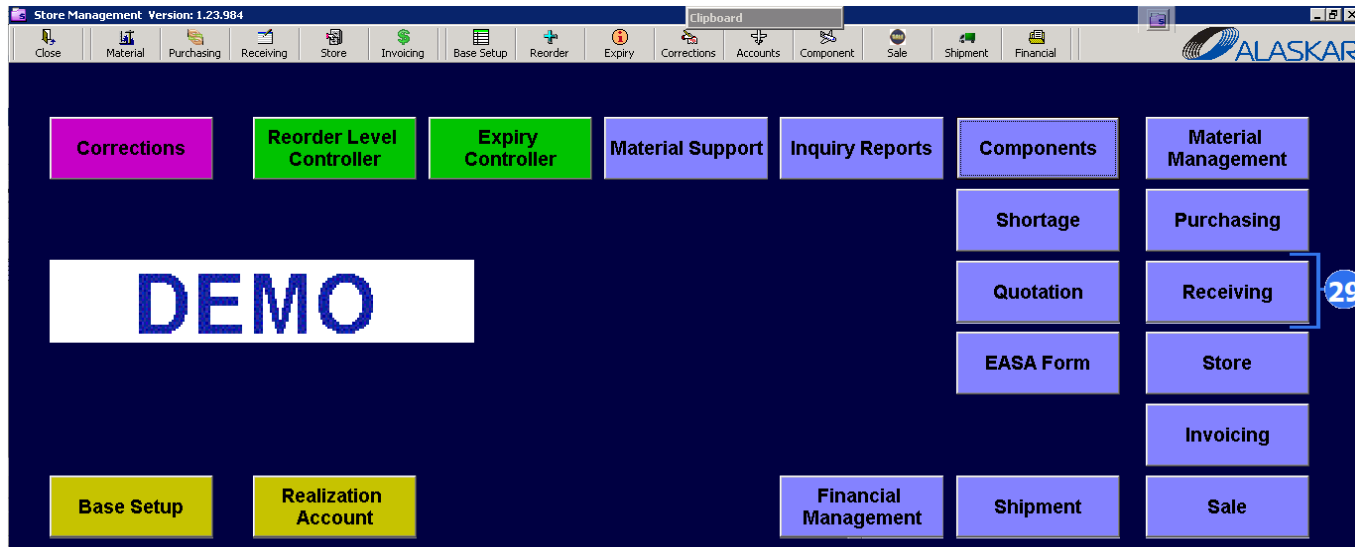 Store Management Version: 1.23.984
Clipboard
Close Material Purchasing Receiving Store Invoicing Base Setup Reorder Expiry Corrections Accounts Component Sale Shipment Financial
ALASKAR
Corrections
Reorder Level
Controller
Expiry
Controller
Material Support
Inquiry Reports
Components
Material
Management
Shortage
Purchasing
DEMO
Quotation
Receiving
29
EASA Form
Store
Invoicing
Base Setup
Realization
Account
Financial
Management
Shipment
Sale